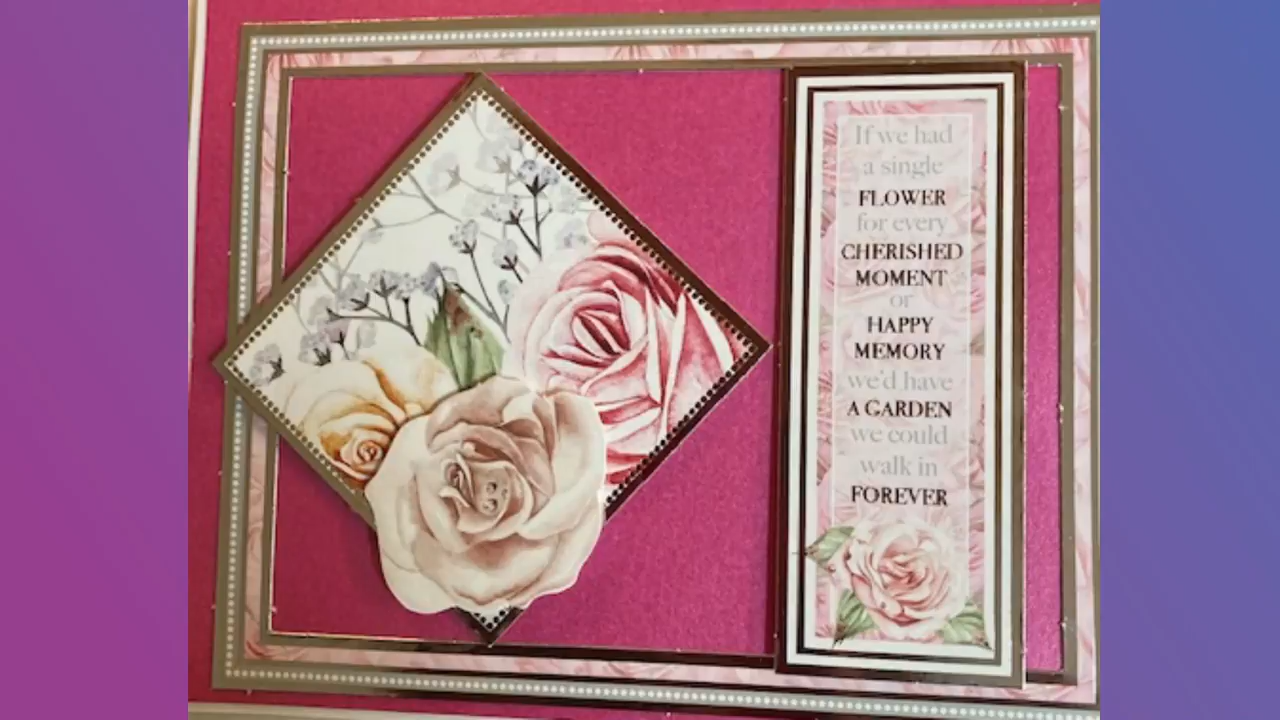 If we had
a single
FLOWER
for every
CHERISHED
MOMENT
or
HAPPY
MEMORY
we'd have
A GARDEN
we could
walk in
FOREVER